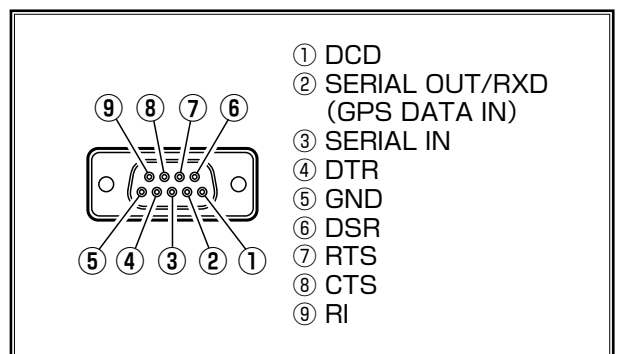 ⑨ ⑧ ⑦ ⑥
⑤ ④ ③ ② ①
① DCD
② SERIAL OUT/RXD
(GPS DATA IN)
③ SERIAL IN
④ DTR
⑤ GND
⑥ DSR
⑦ RTS
⑧ CTS
⑨ RI